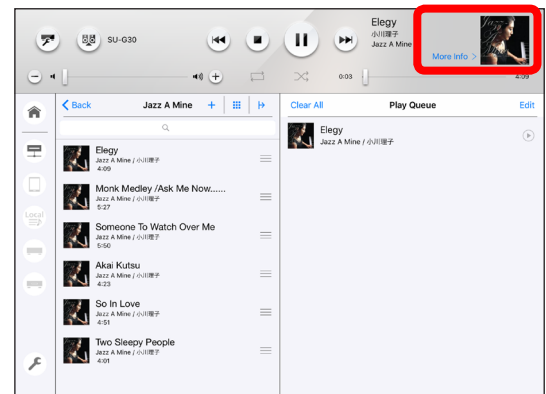 SU-G30
Elegy
小川理子
Jazz A Mine
More Info >
0:03
4:09
Back
Jazz A Mine
Clear All
Play Queue
Edit
Elegy
Jazz A Mine / 小川理子
4:09
Monk Medley /Ask Me Now......
Jazz A Mine / 小川理子
5:27
Someone To Watch Over Me
Jazz A Mine / 小川理子
5:50
Akai Kutsu
Jazz A Mine / 小川理子
4:23
So In Love
Jazz A Mine / 小川理子
4:51
Two Sleepy People
Jazz A Mine / 小川理子
4:01
Elegy
Jazz A Mine / 小川理子
Local